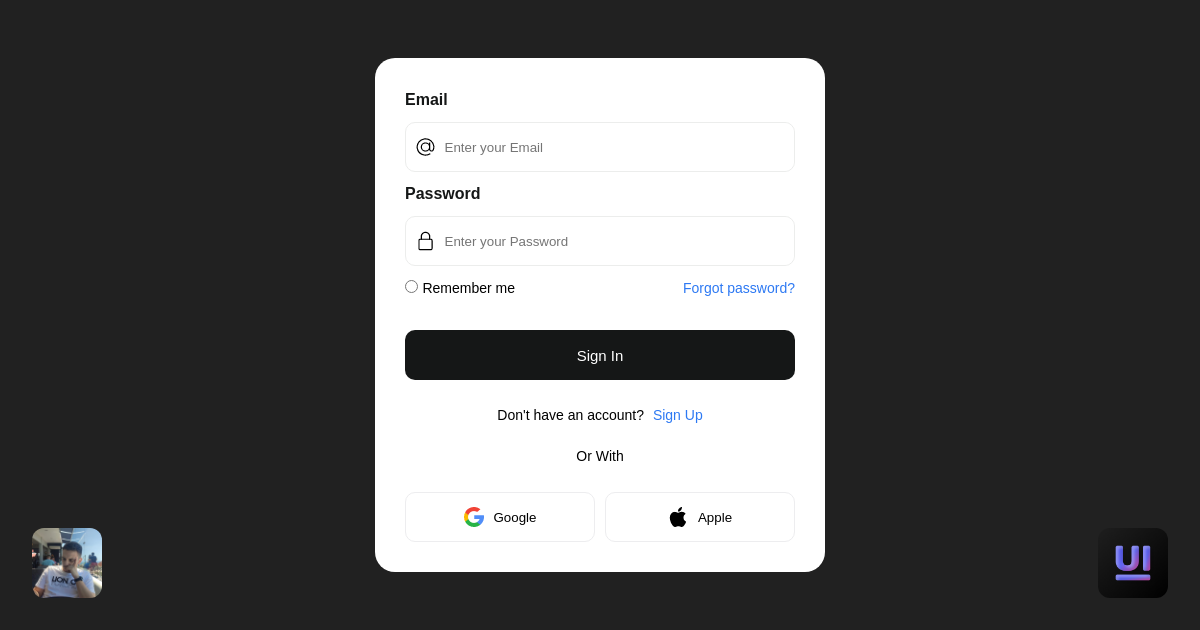 Email
Enter your Email
Password
Enter your Password
Remember me
Forgot password?
Sign In
Don't have an account? Sign Up
Or With
Google
Apple
UI